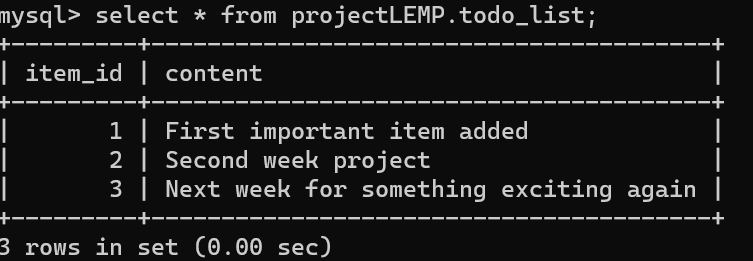 mysql> select * from projectLEMP.todo_list;
+---------+------------------------------------------+
| item_id | content                                  |
+---------+------------------------------------------+
|       1 | First important item added               |
|       2 | Second week project                      |
|       3 | Next week for something exciting again |
+---------+------------------------------------------+
3 rows in set (0.00 sec)